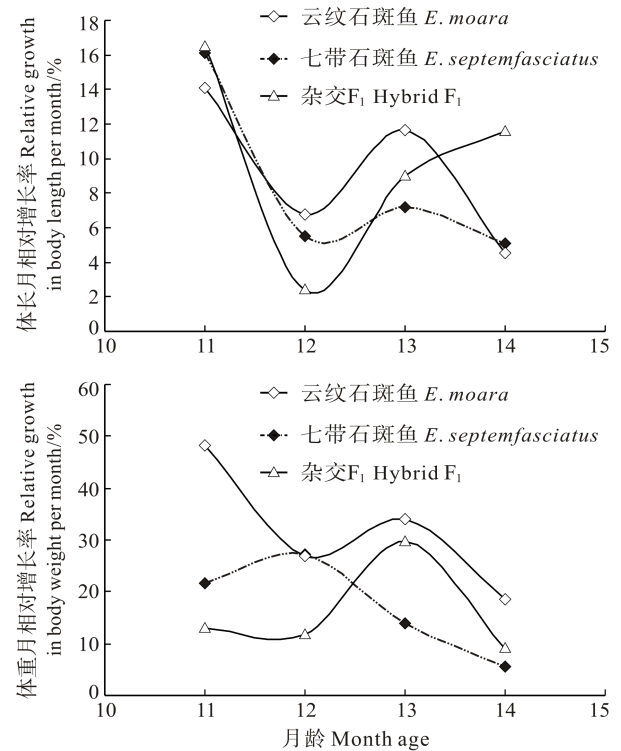 云纹石斑鱼 E. moara
七带石斑鱼 E. septemfasciatus
杂交F₁ Hybrid F₁
体长月相对增长率 Relative growth
in body length per month/%
18
16
14
12
10
8
6
4
2
0
10 11 12 13 14 15
云纹石斑鱼 E. moara
七带石斑鱼 E. septemfasciatus
杂交F₁ Hybrid F₁
体重月相对增长率 Relative growth
in body weight per month/%
60
50
40
30
20
10
0
10 11 12 13 14 15
月龄 Month age